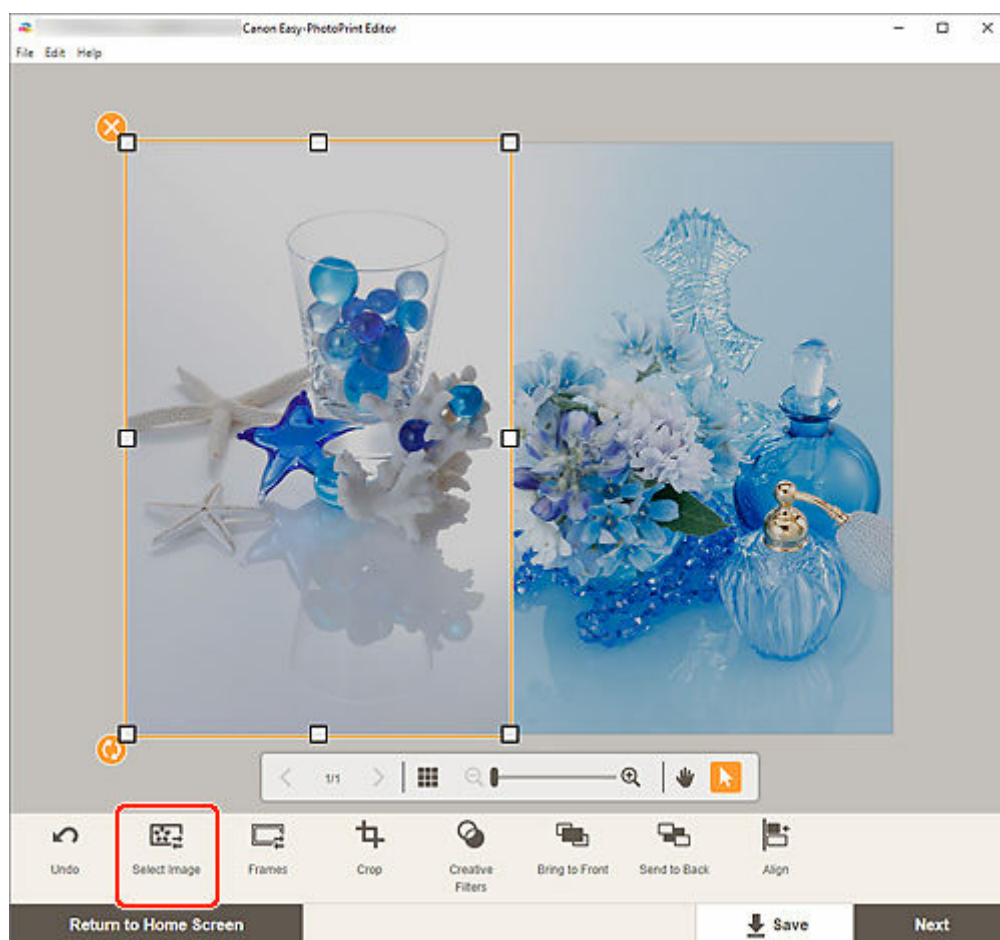 Canon Easy-PhotoPrint Editor
File Edit Help
1/1
Undo
Select Image
Frames
Crop
Creative
Filters
Bring to Front
Send to Back
Align
Return to Home Screen
Save
Next